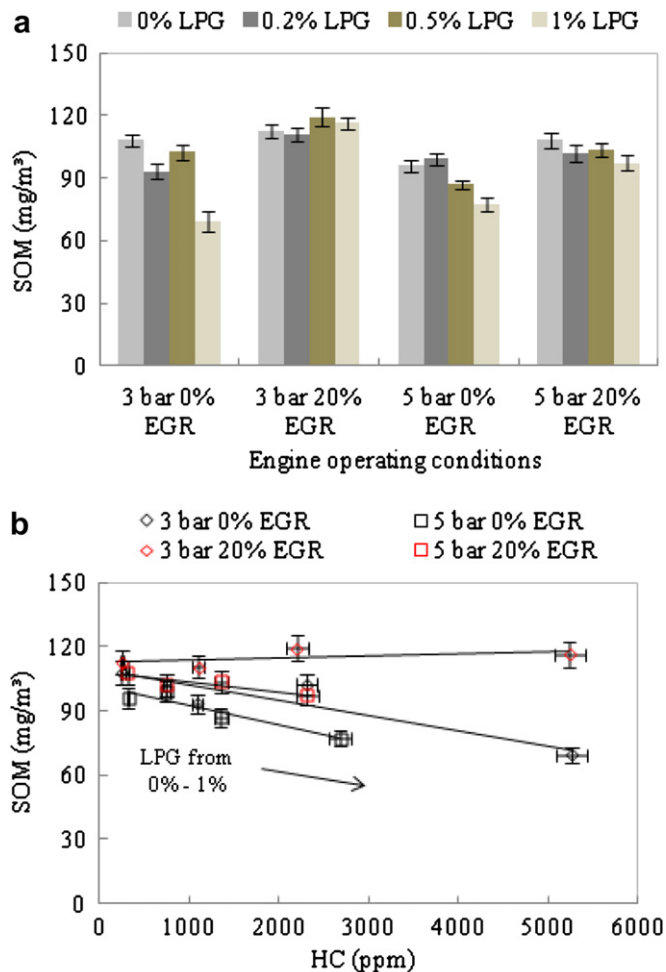 a
0% LPG 0.2% LPG 0.5% LPG 1% LPG
150
120
90
60
30
0
SOM (mg/m³)
3 bar 0% EGR
3 bar 20% EGR
5 bar 0% EGR
5 bar 20% EGR
Engine operating conditions
b
3 bar 0% EGR 5 bar 0% EGR
3 bar 20% EGR 5 bar 20% EGR
150
120
90
60
30
0
SOM (mg/m³)
LPG from
0% - 1%
0 1000 2000 3000 4000 5000 6000
HC (ppm)